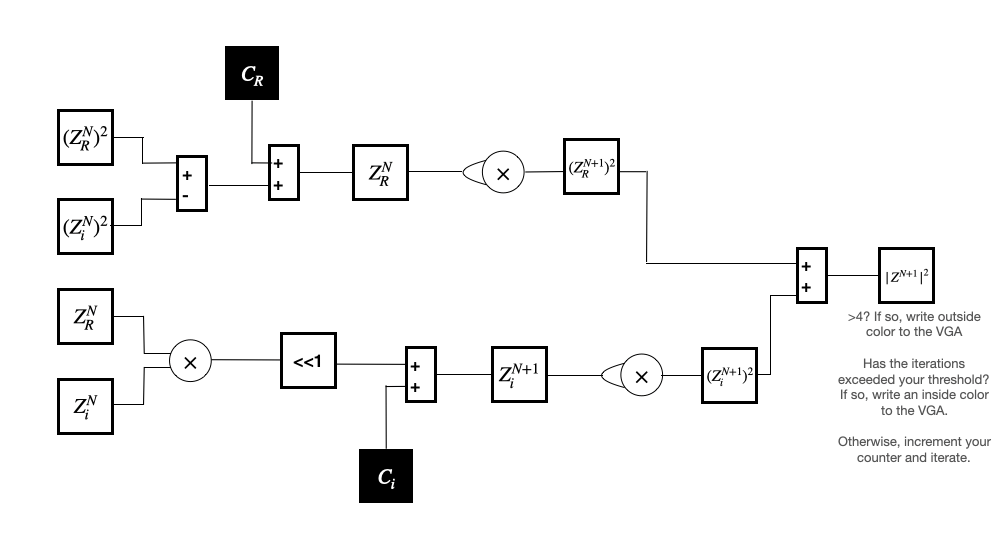 C_R
(Z_R^N)^2
+
-
(Z_i^N)^2
+
+
Z_R^N
×
(Z_R^{N+1})^2
Z_R^N
Z_i^N
×
<<1
+
+
C_i
Z_i^{N+1}
×
(Z_i^{N+1})^2
+
+
|Z^{N+1}|^2
>4? If so, write outside
color to the VGA
Has the iterations
exceeded your threshold?
If so, write an inside color
to the VGA.
Otherwise, increment your
counter and iterate.